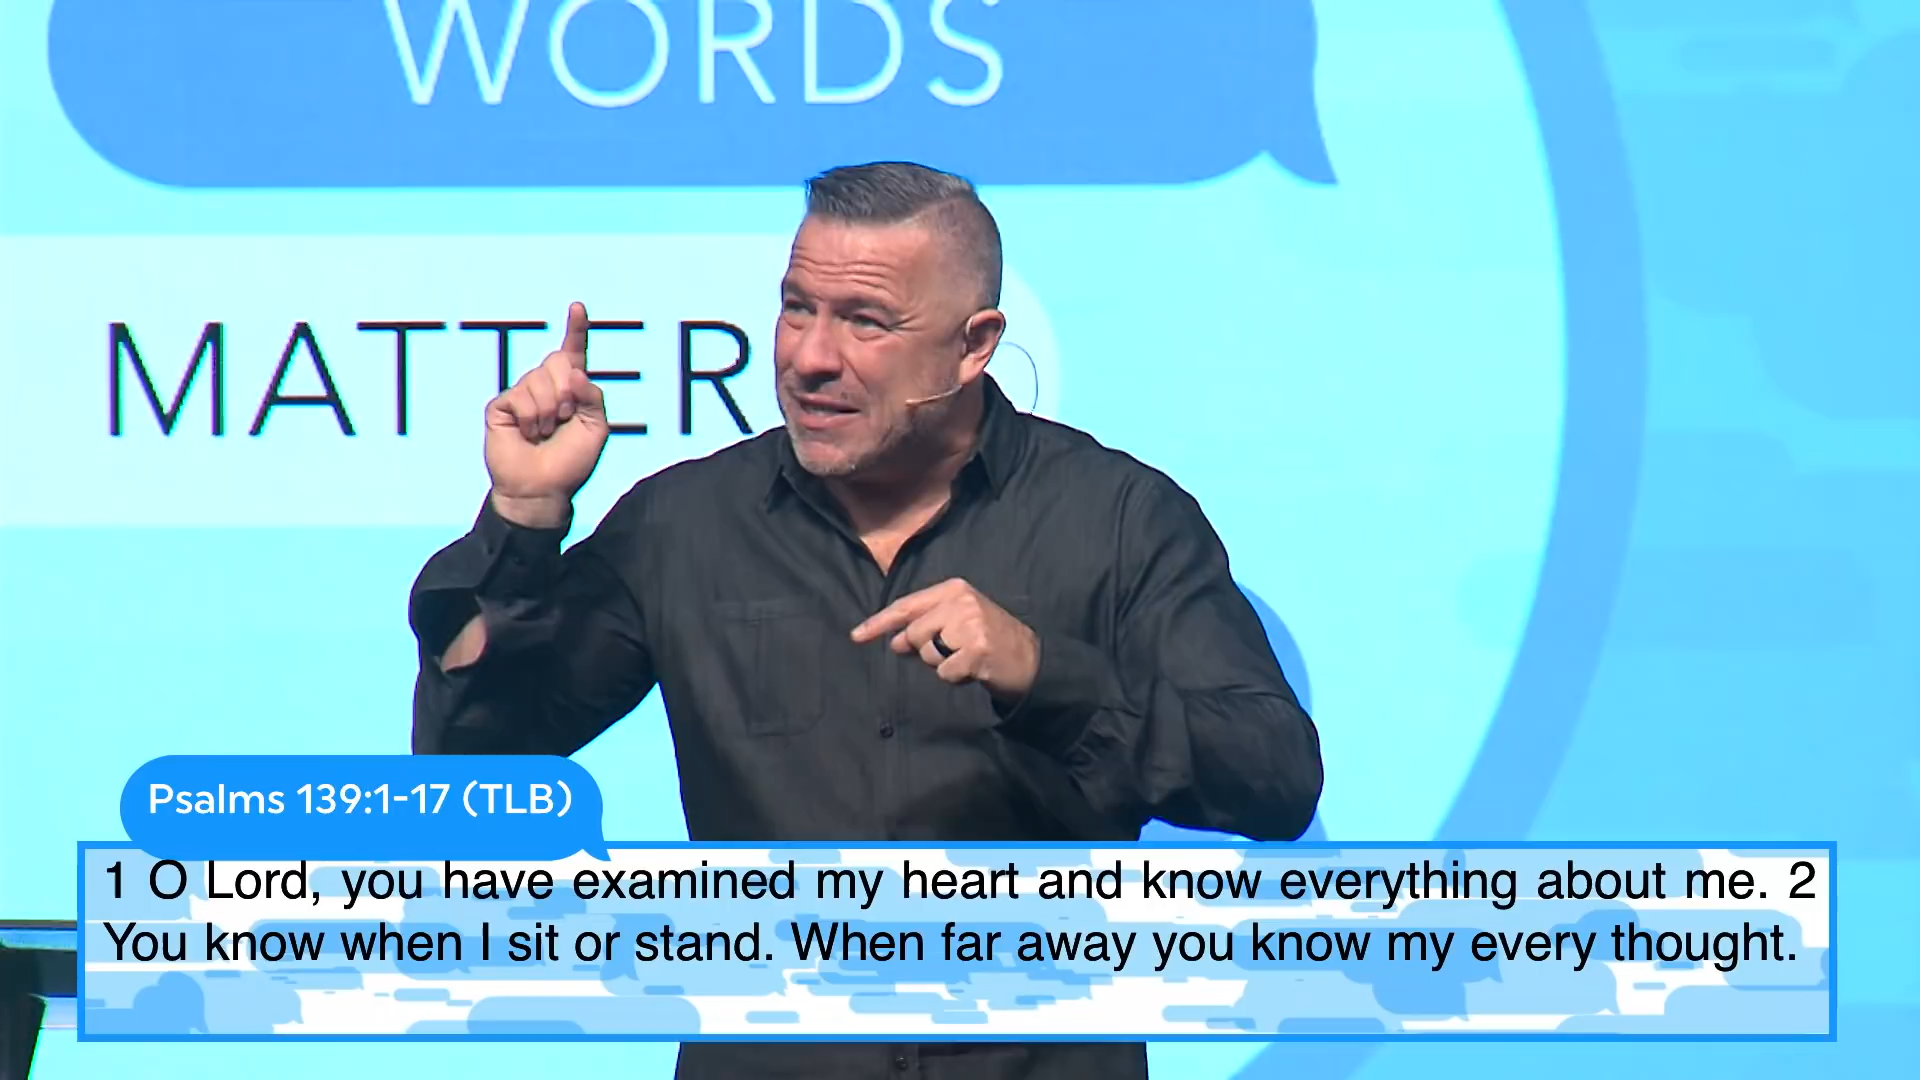 WORDS
MATTER
Psalms 139:1-17 (TLB)
1 O Lord, you have examined my heart and know everything about me. 2
You know when I sit or stand. When far away you know my every thought.